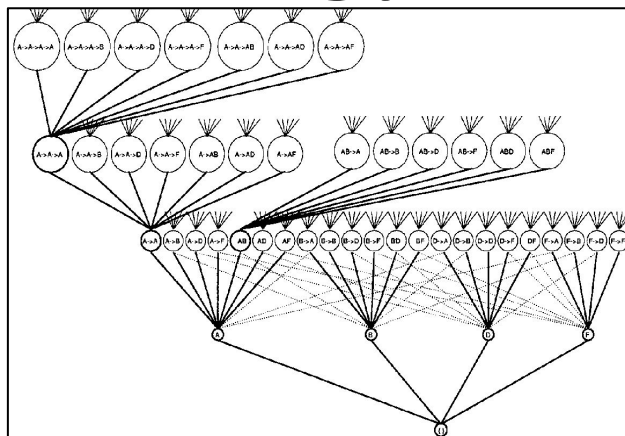 A->A->A->A A->A->A->B A->A->A->D A->A->A->F A->A->AB A->A->AD A->A->AF
A->A->A A->A->B A->A->D A->A->F A->AB A->AD A->AF AB->A AB->B AB->D AB->F ABD ABF
A->A A->B A->D A->F AB AD AF B->A B->B B->D B->F BD BF D->A D->B D->D D->F DF F->A F->B F->D F->F
A B D F
{}